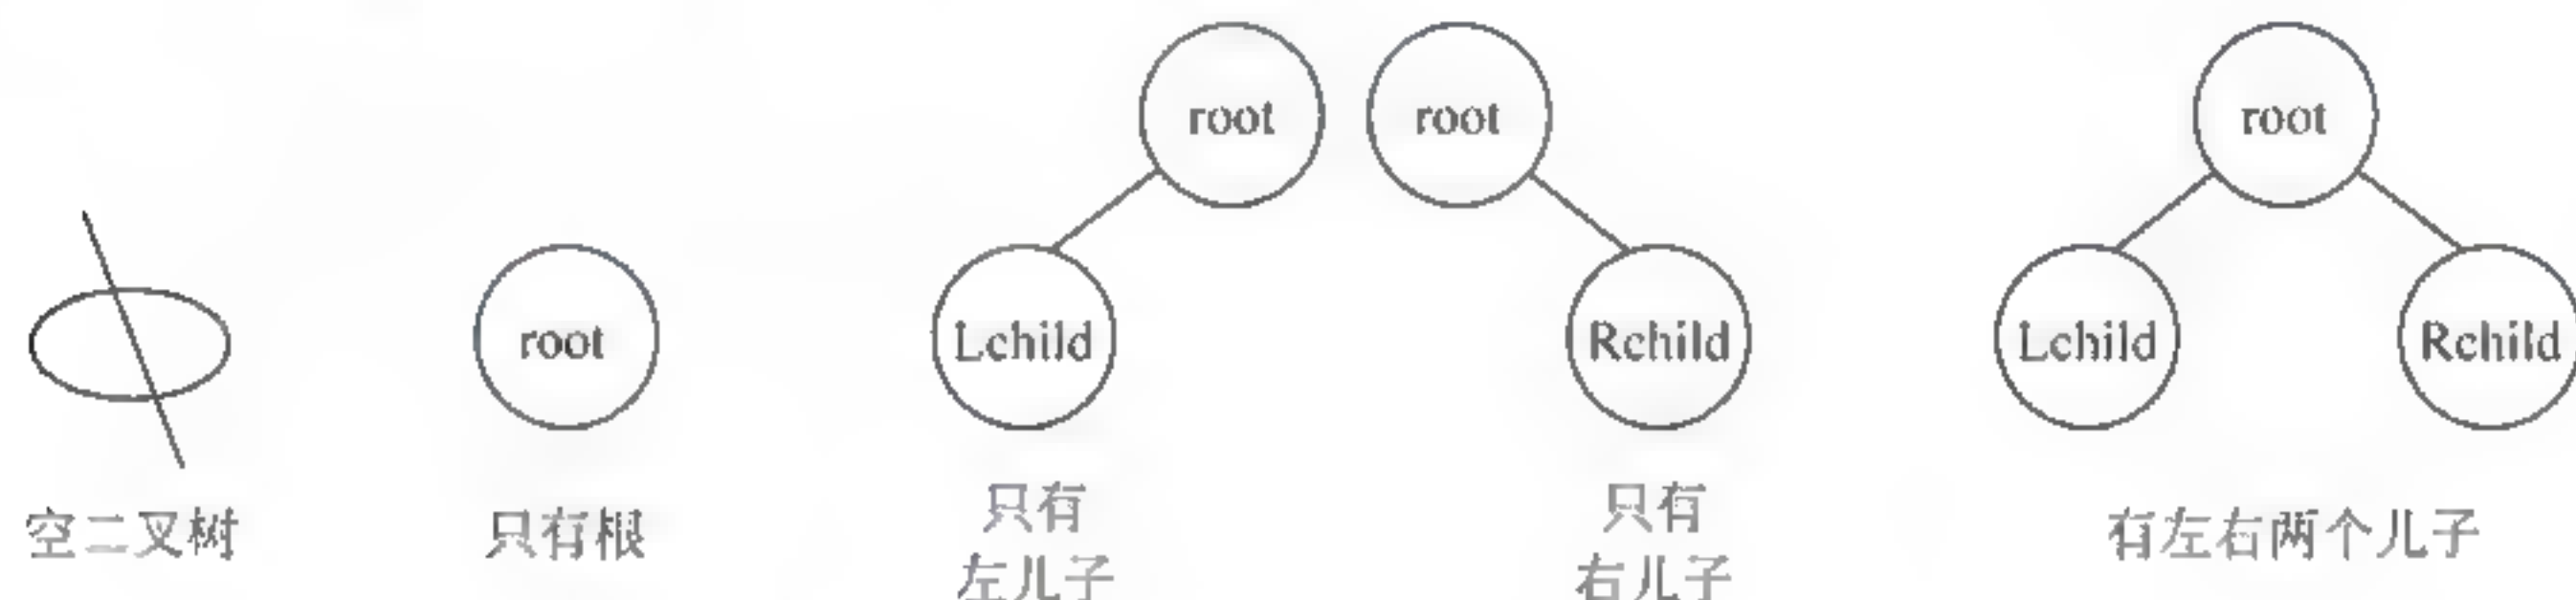 root
root
root
root
Lchild
Rchild
Lchild
Rchild
空二叉树
只有根
只有
左儿子
只有
右儿子
有左右两个儿子